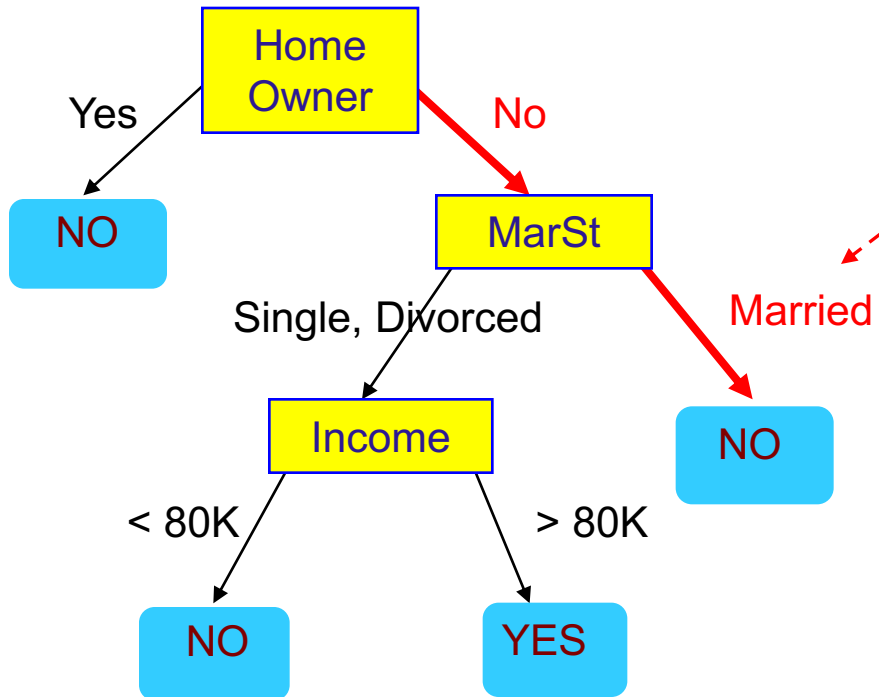 Home
Owner
Yes
No
NO
MarSt
Single, Divorced
Married
Income
NO
< 80K
> 80K
NO
YES